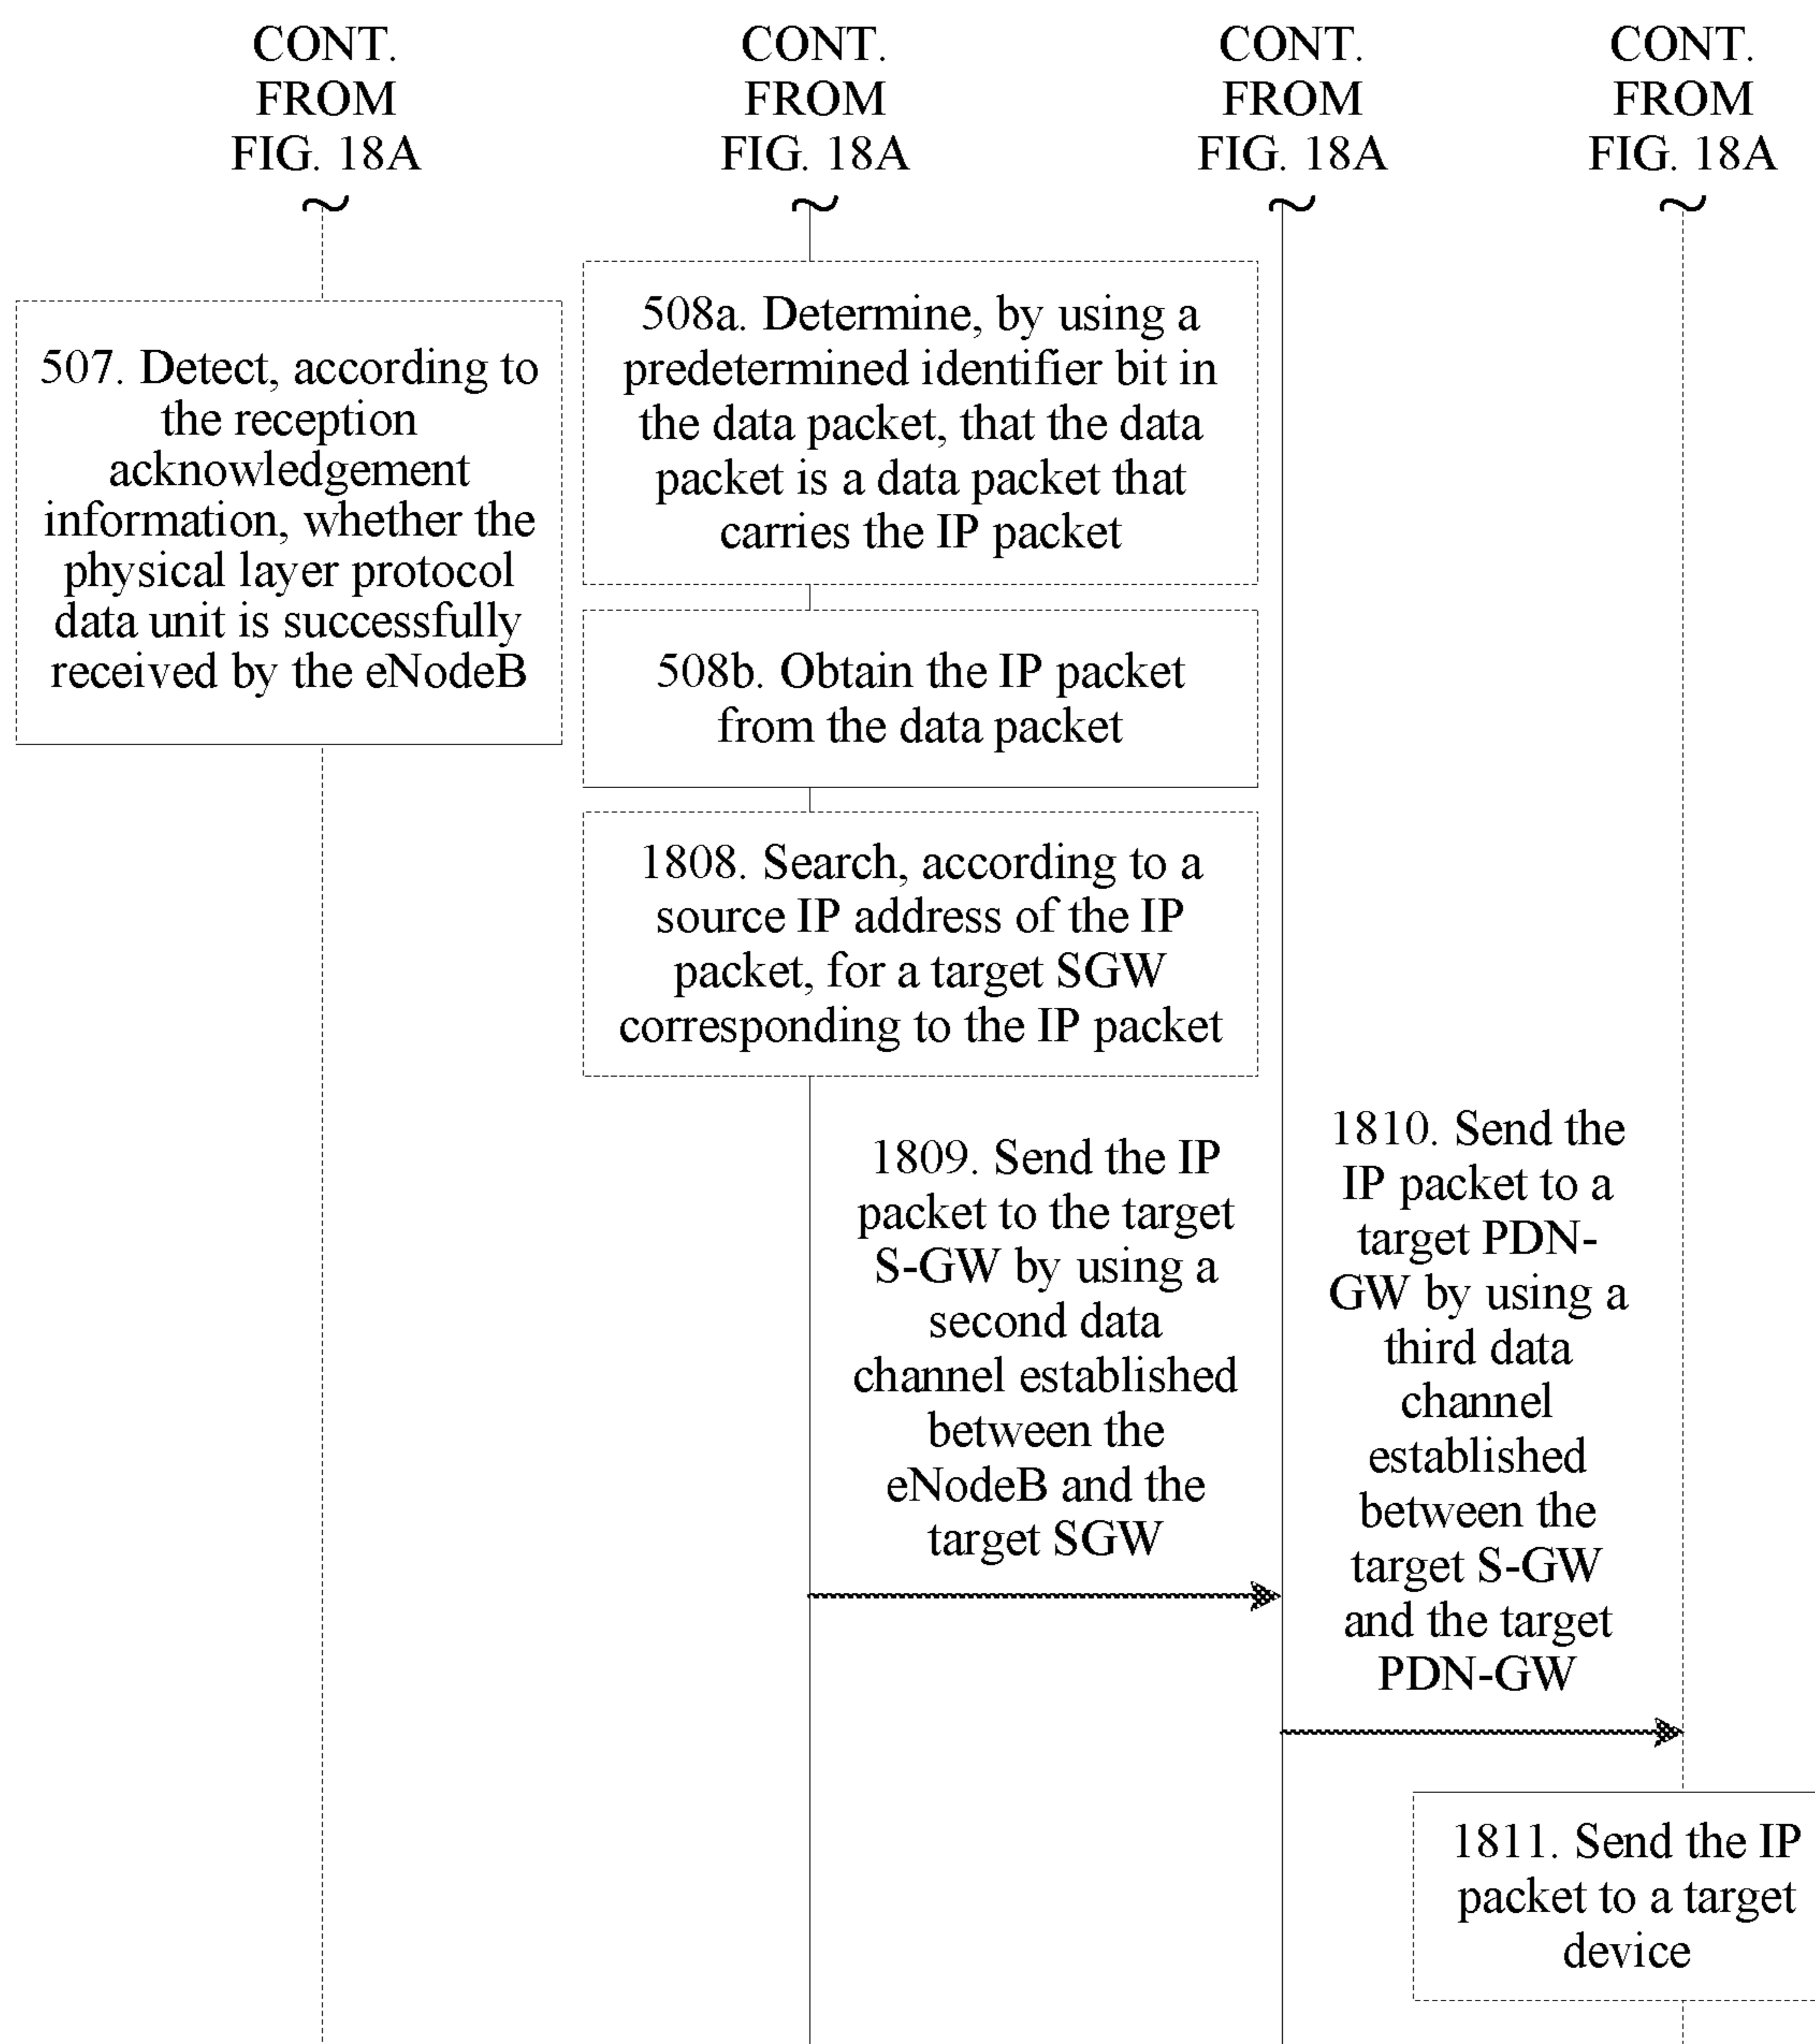 CONT.
FROM
FIG. 18A
CONT.
FROM
FIG. 18A
CONT.
FROM
FIG. 18A
CONT.
FROM
FIG. 18A
507. Detect, according to
the reception
acknowledgement
information, whether the
physical layer protocol
data unit is successfully
received by the eNodeB
508a. Determine, by using a
predetermined identifier bit in
the data packet, that the data
packet is a data packet that
carries the IP packet
508b. Obtain the IP packet
from the data packet
1808. Search, according to a
source IP address of the IP
packet, for a target SGW
corresponding to the IP packet
1809. Send the IP
packet to the target
S-GW by using a
second data
channel established
between the
eNodeB and the
target SGW
1810. Send the
IP packet to a
target PDN-
GW by using a
third data
channel
established
between the
target S-GW
and the target
PDN-GW
1811. Send the IP
packet to a target
device